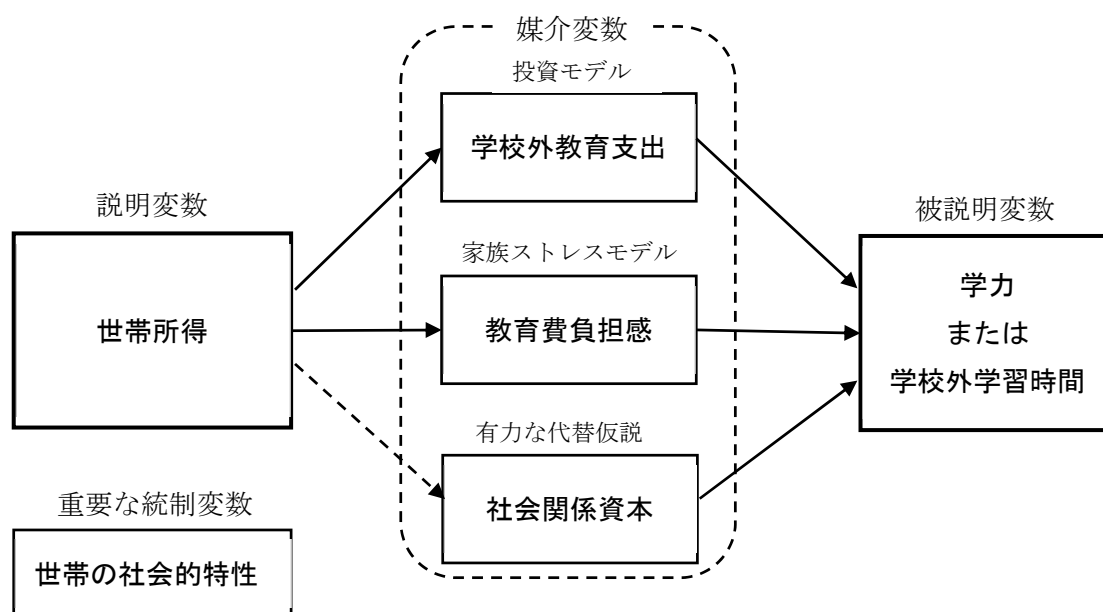 媒介変数
投資モデル
学校外教育支出
説明変数
世帯所得
家族ストレスモデル
教育費負担感
被説明変数
学力
または
学校外学習時間
有力な代替仮説
社会関係資本
重要な統制変数
世帯の社会的特性